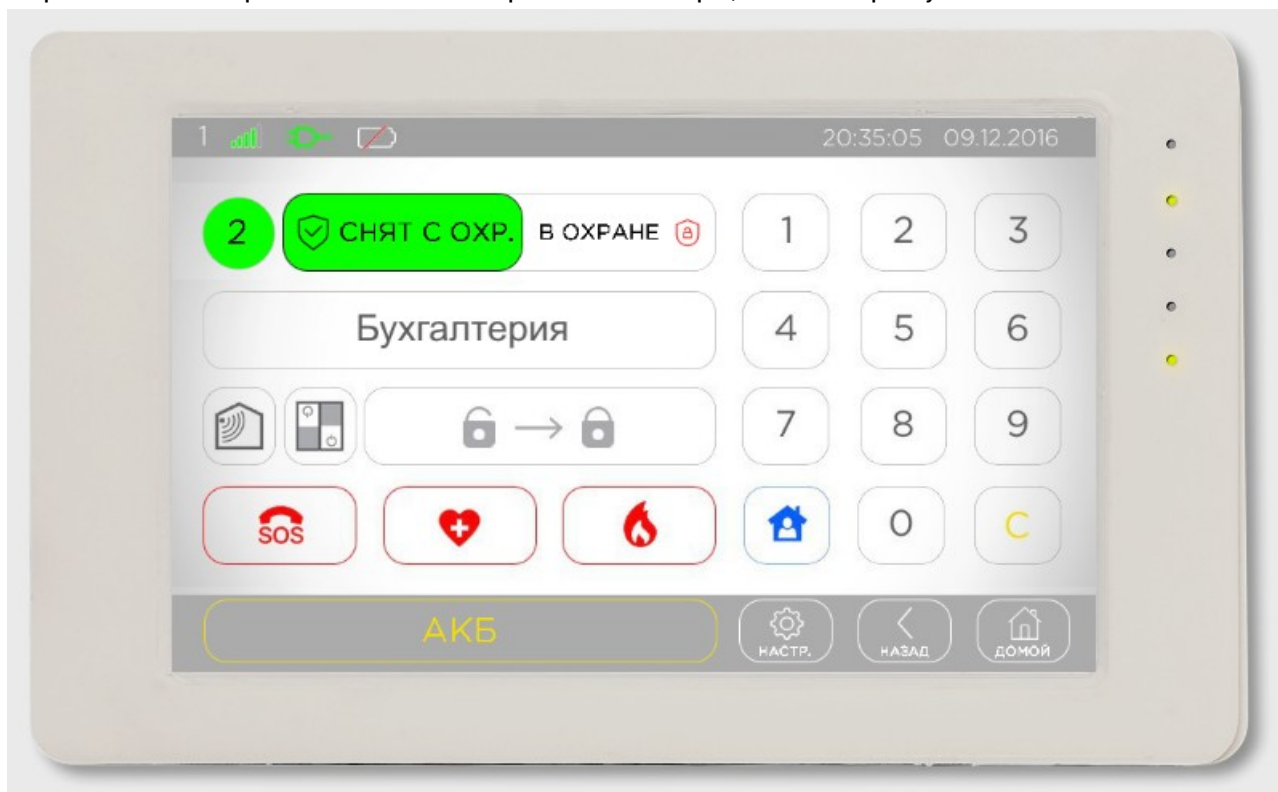 1 20:35:05 09.12.2016
2 СНЯТ С ОХР. В ОХРАНЕ 1 2 3
Бухгалтерия 4 5 6
7 8 9
SOS 0 C
АКБ НАСТР. НАЗАД ДОМОЙ